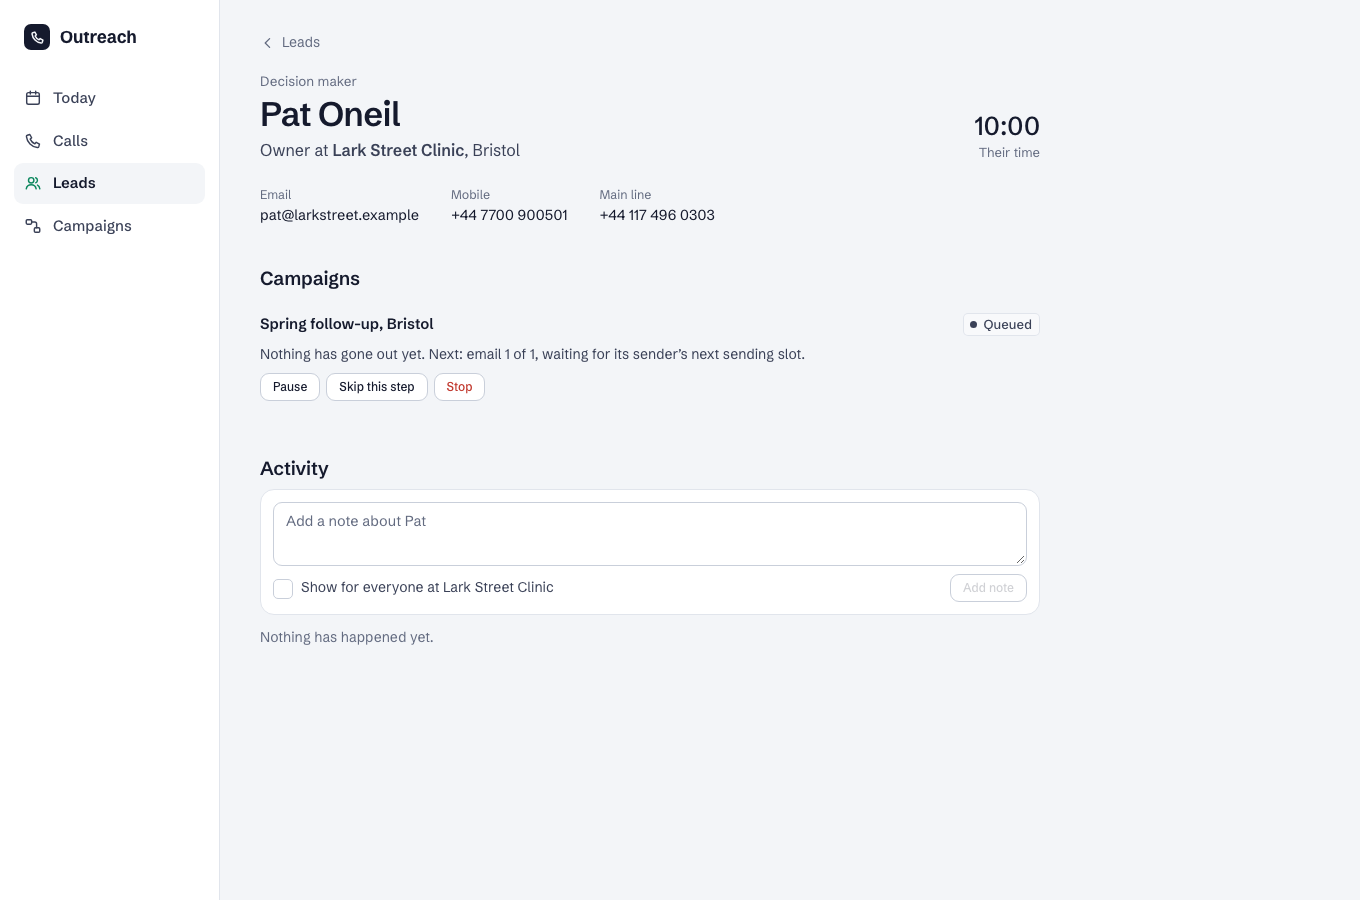 Outreach
Today
Calls
Leads
Campaigns
Leads
Decision maker
Pat Oneil
Owner at Lark Street Clinic, Bristol
10:00
Their time
Email
pat@larkstreet.example
Mobile
+44 7700 900501
Main line
+44 117 496 0303
Campaigns
Spring follow-up, Bristol
Queued
Nothing has gone out yet. Next: email 1 of 1, waiting for its sender’s next sending slot.
Pause
Skip this step
Stop
Activity
Add a note about Pat
Show for everyone at Lark Street Clinic
Add note
Nothing has happened yet.